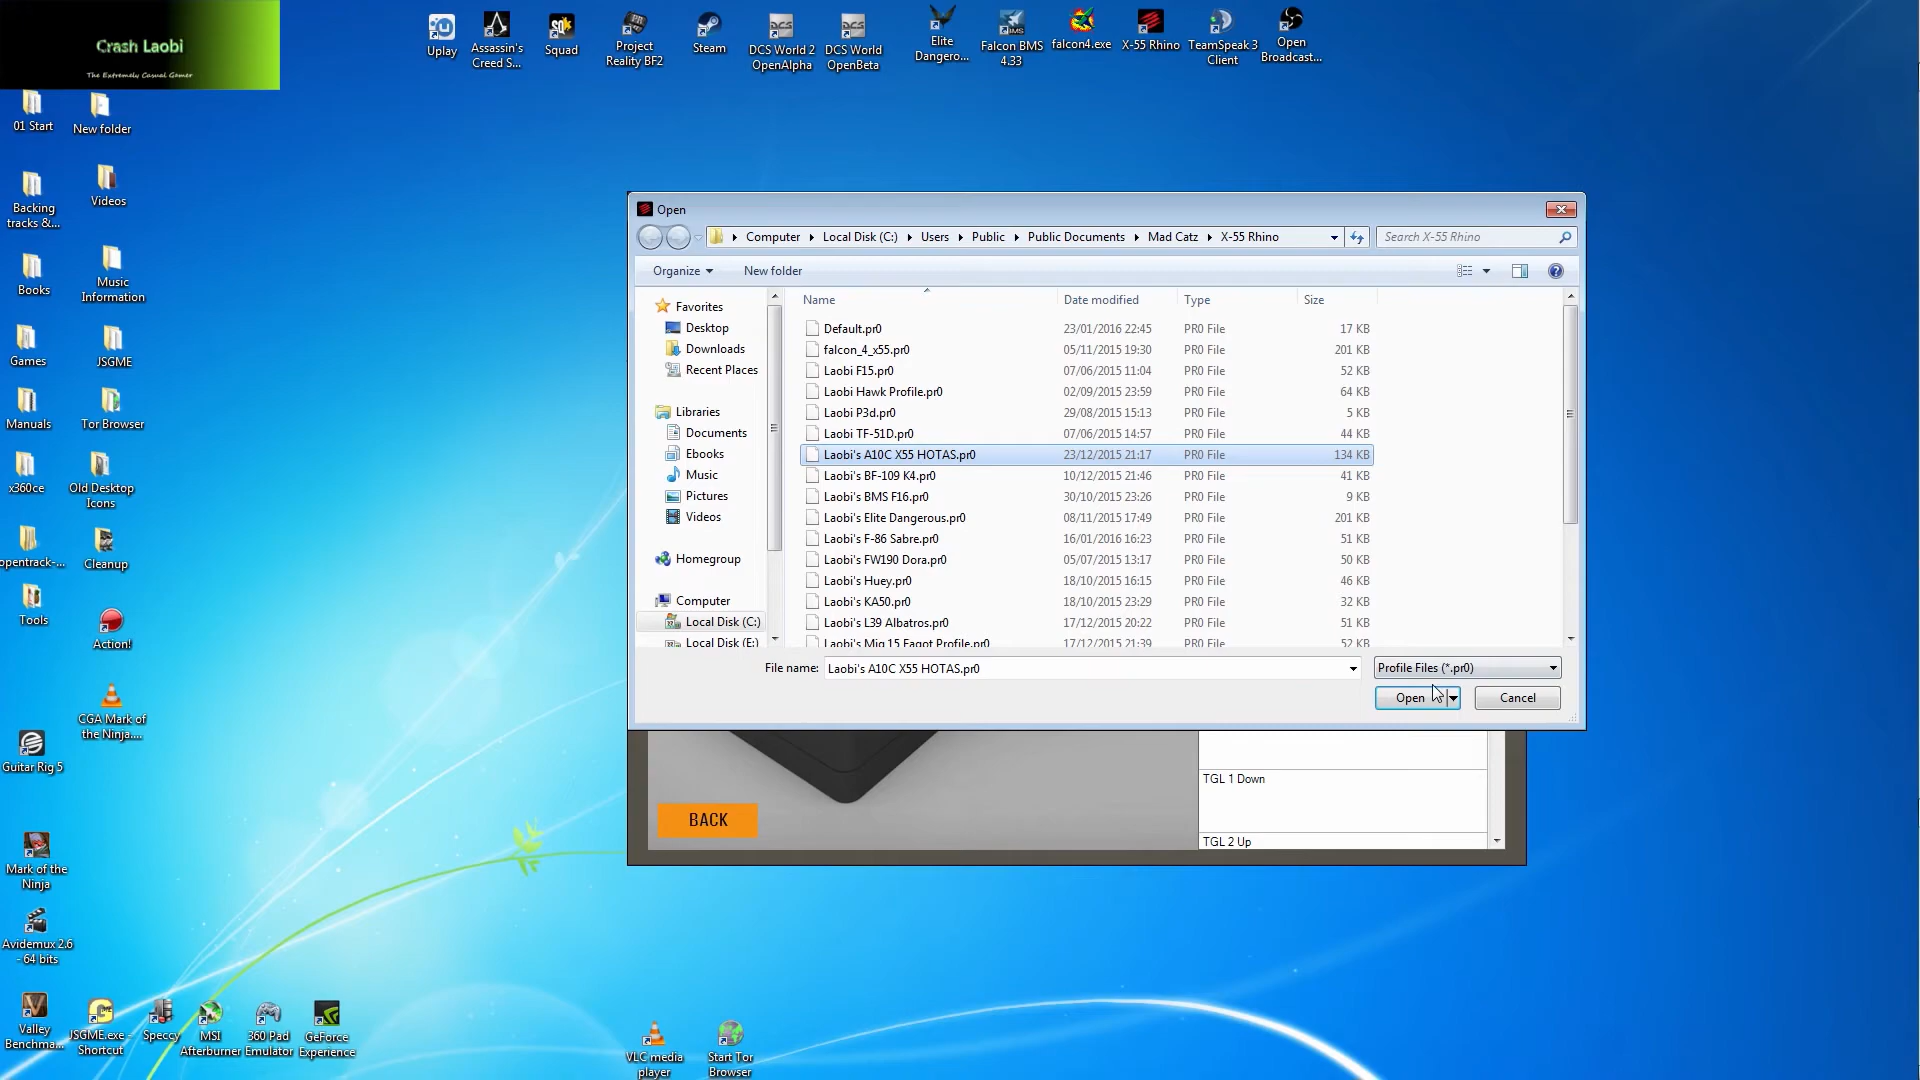 Crash Laobi
The Extremely Casual Gamer
Uplay
Assassin's
Creed S...
Squad
Project
Reality BF2
Steam
DCS World 2
OpenAlpha
DCS World
OpenBeta
Elite
Dangero...
Falcon BMS
4.33
falcon4.exe
X-55 Rhino
TeamSpeak 3
Client
Open
Broadcast...
01 Start
New folder
Backing
tracks &...
Videos
Books
Music
Information
Games
JSGME
Manuals
Tor Browser
x360ce
Old Desktop
Icons
opentrack-...
Cleanup
Tools
Action!
CGA Mark of
the Ninja....
Guitar Rig 5
Mark of the
Ninja
Avidemux 2.6
- 64 bits
Valley
Benchma...
JSGME.exe -
Shortcut
Speccy
MSI
Afterburner
360 Pad
Emulator
GeForce
Experience
VLC media
player
Start Tor
Browser
Open
Computer Local Disk (C:) Users Public Public Documents Mad Catz X-55 Rhino
Search X-55 Rhino
Organize
New folder
Favorites
Desktop
Downloads
Recent Places
Libraries
Documents
Ebooks
Music
Pictures
Videos
Homegroup
Computer
Local Disk (C:)
Local Disk (E:)
Name Date modified Type Size
Default.pr0 23/01/2016 22:45 PR0 File 17 KB
falcon_4_x55.pr0 05/11/2015 19:30 PR0 File 201 KB
Laobi F15.pr0 07/06/2015 11:04 PR0 File 52 KB
Laobi Hawk Profile.pr0 02/09/2015 23:59 PR0 File 64 KB
Laobi P3d.pr0 29/08/2015 15:13 PR0 File 5 KB
Laobi TF-51D.pr0 07/06/2015 14:57 PR0 File 44 KB
Laobi's A10C X55 HOTAS.pr0 23/12/2015 21:17 PR0 File 134 KB
Laobi's BF-109 K4.pr0 10/12/2015 21:46 PR0 File 41 KB
Laobi's BMS F16.pr0 30/10/2015 23:26 PR0 File 9 KB
Laobi's Elite Dangerous.pr0 08/11/2015 17:49 PR0 File 201 KB
Laobi's F-86 Sabre.pr0 16/01/2016 16:23 PR0 File 51 KB
Laobi's FW190 Dora.pr0 05/07/2015 13:17 PR0 File 50 KB
Laobi's Huey.pr0 18/10/2015 16:15 PR0 File 46 KB
Laobi's KA50.pr0 18/10/2015 23:29 PR0 File 32 KB
Laobi's L39 Albatros.pr0 17/12/2015 20:22 PR0 File 51 KB
Laobi's Mig 15 Fagot Profile.pr0 17/12/2015 21:39 PR0 File 52 KB
File name: Laobi's A10C X55 HOTAS.pr0
Profile Files (*.pr0)
Open
Cancel
TGL 1 Down
BACK
TGL 2 Up